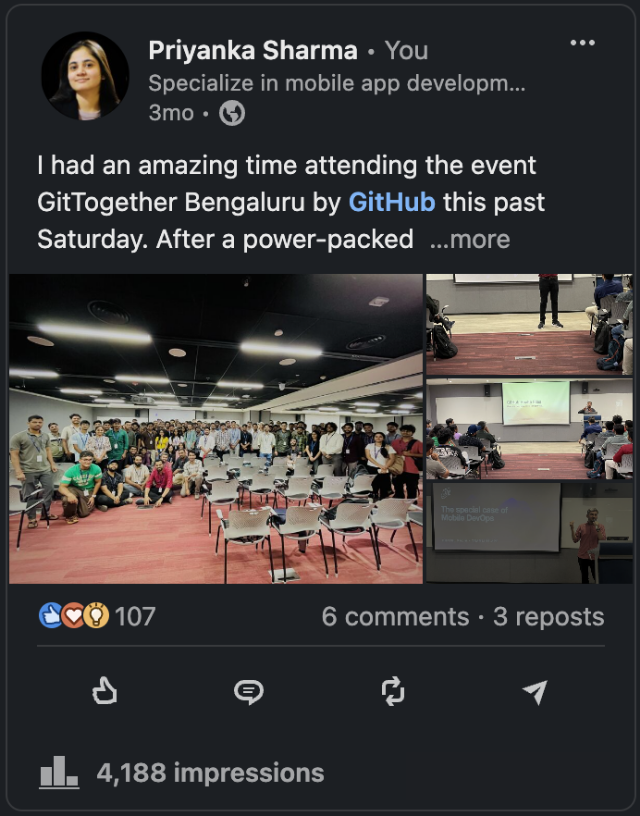 Priyanka Sharma • You
Specialize in mobile app developm...
3mo •
I had an amazing time attending the event
GitTogether Bengaluru by GitHub this past
Saturday. After a power-packed ...more
The special case of
Mobile DevOps
107
6 comments · 3 reposts
4,188 impressions